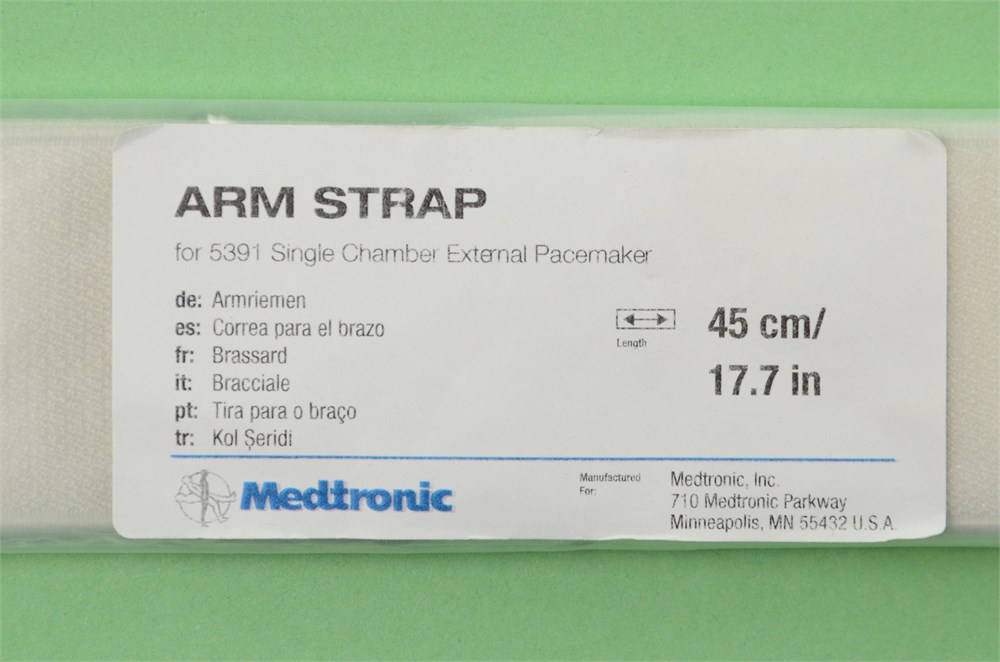 ARM STRAP
for 5391 Single Chamber External Pacemaker
de: Armriemen
es: Correa para el brazo
fr: Brassard
it: Bracciale
pt: Tira para o braço
tr: Kol Şeridi
Length
45 cm/
17.7 in
Medtronic
Manufactured
For:
Medtronic, Inc.
710 Medtronic Parkway
Minneapolis, MN 55432 U.S.A.